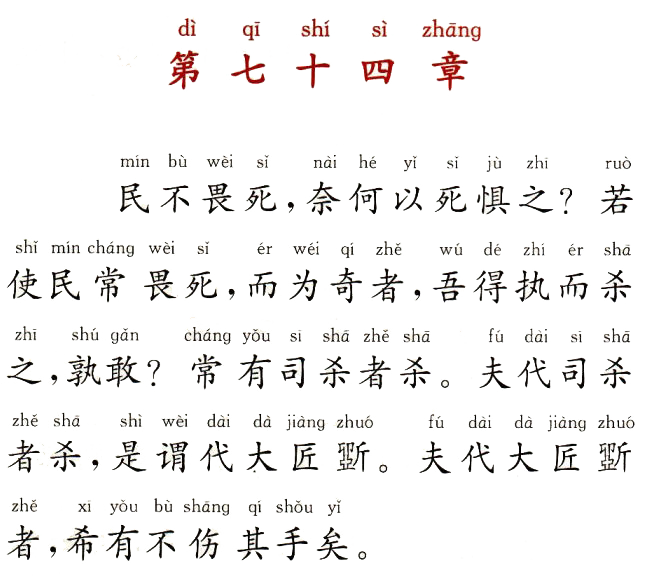 dì qī shí sì zhāng
第七十四章
mín bù wèi sǐ nài hé yǐ sǐ jù zhī ruò
民不畏死，奈何以死惧之？若
shǐ mín cháng wèi sǐ ér wéi qí zhě wú dé zhí ér shā
使民常畏死，而为奇者，吾得执而杀
zhī shú gǎn cháng yǒu sī shā zhě shā fú dài sī shā
之，孰敢？常有司杀者杀。夫代司杀
zhě shā shì wèi dài dà jiàng zhuó fú dài dà jiàng zhuó
者杀，是谓代大匠斲。夫代大匠斲
zhě xī yǒu bù shāng qí shǒu yǐ
者，希有不伤其手矣。